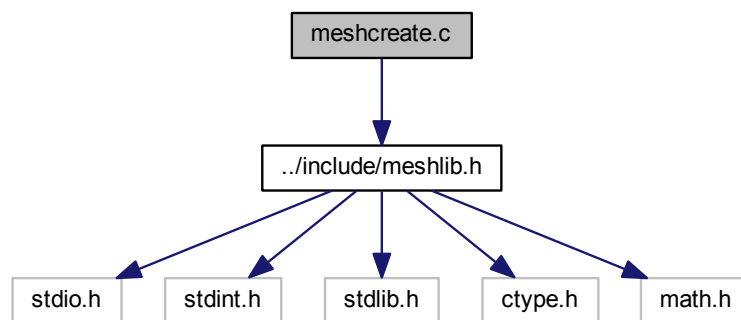 meshcreate.c
../include/meshlib.h
stdio.h
stdint.h
stdlib.h
ctype.h
math.h